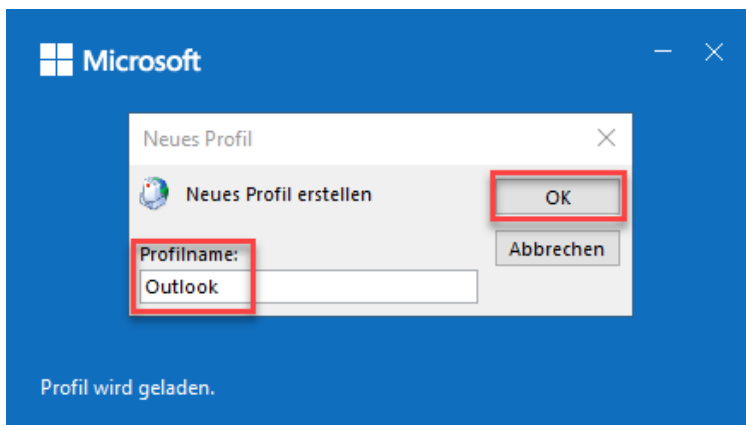 Microsoft
Neues Profil
Neues Profil erstellen
OK
Abbrechen
Profilname:
Outlook
Profil wird geladen.